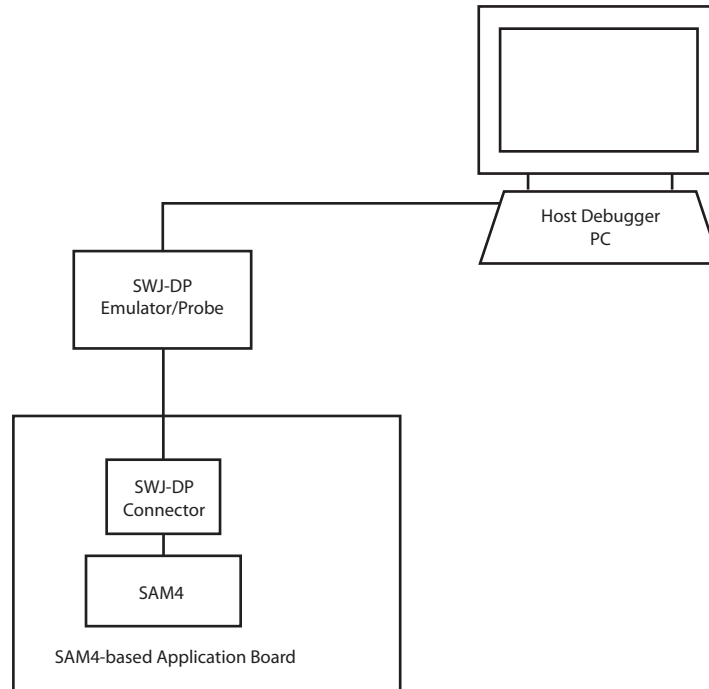 Host Debugger
PC
SWJ-DP
Emulator/Probe
SWJ-DP
Connector
SAM4
SAM4-based Application Board